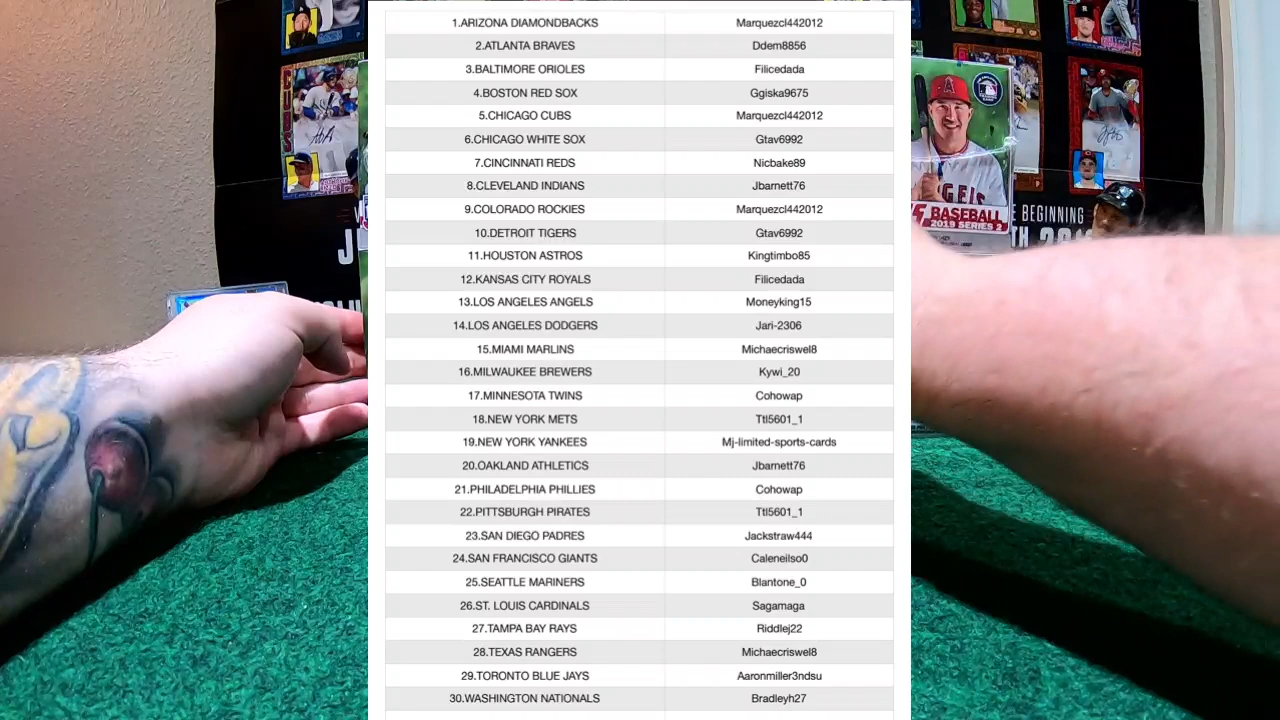 1.ARIZONA DIAMONDBACKS Marquezcl442012
2.ATLANTA BRAVES Ddem8856
3.BALTIMORE ORIOLES Filicedada
4.BOSTON RED SOX Ggiska9675
5.CHICAGO CUBS Marquezcl442012
6.CHICAGO WHITE SOX Gtav6992
7.CINCINNATI REDS Nicbake89
8.CLEVELAND INDIANS Jbarnett76
9.COLORADO ROCKIES Marquezcl442012
10.DETROIT TIGERS Gtav6992
11.HOUSTON ASTROS Kingtimbo85
12.KANSAS CITY ROYALS Filicedada
13.LOS ANGELES ANGELS Moneyking15
14.LOS ANGELES DODGERS Jari-2306
15.MIAMI MARLINS Michaecriswel8
16.MILWAUKEE BREWERS Kywi_20
17.MINNESOTA TWINS Cohowap
18.NEW YORK METS Ttl5601_1
19.NEW YORK YANKEES Mj-limited-sports-cards
20.OAKLAND ATHLETICS Jbarnett76
21.PHILADELPHIA PHILLIES Cohowap
22.PITTSBURGH PIRATES Ttl5601_1
23.SAN DIEGO PADRES Jackstraw444
24.SAN FRANCISCO GIANTS Caleneilso0
25.SEATTLE MARINERS Blantone_0
26.ST. LOUIS CARDINALS Sagamaga
27.TAMPA BAY RAYS Riddlej22
28.TEXAS RANGERS Michaecriswel8
29.TORONTO BLUE JAYS Aaronmiller3ndsu
30.WASHINGTON NATIONALS Bradleyh27
BASEBALL
2019 SERIES 2
E BEGINNING